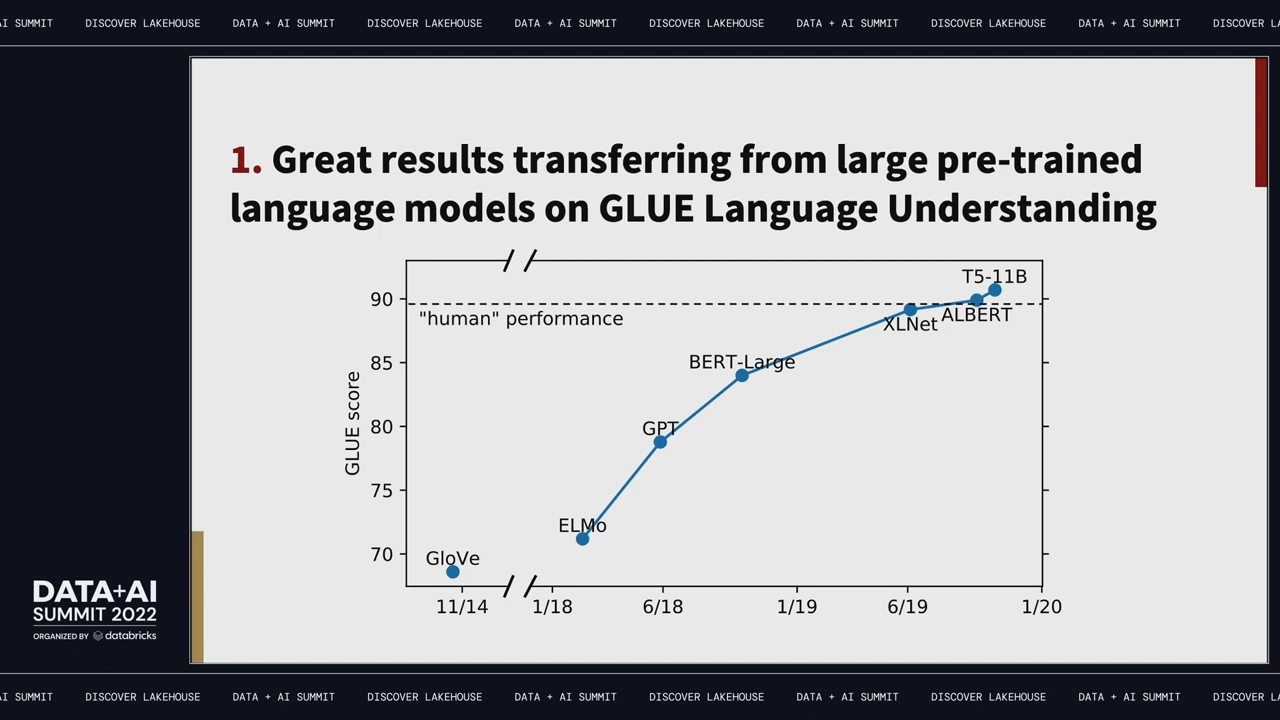 AI SUMMIT DISCOVER LAKEHOUSE DATA + AI SUMMIT DISCOVER LAKEHOUSE DATA + AI SUMMIT DISCOVER LAKEHOUSE DATA + AI SUMMIT DISCOVER LAKEHOUSE DATA + AI SUMMIT DISCOVER LA
1. Great results transferring from large pre-trained
language models on GLUE Language Understanding
T5-11B
90
"human" performance
XLNet
ALBERT
85
BERT-Large
GLUE score
80
GPT
75
ELMo
70
GloVe
11/14 1/18 6/18 1/19 6/19 1/20
DATA+AI
SUMMIT 2022
ORGANIZED BY databricks
AI SUMMIT DISCOVER LAKEHOUSE DATA + AI SUMMIT DISCOVER LAKEHOUSE DATA + AI SUMMIT DISCOVER LAKEHOUSE DATA + AI SUMMIT DISCOVER LAKEHOUSE DATA + AI SUMMIT DISCOVER LA